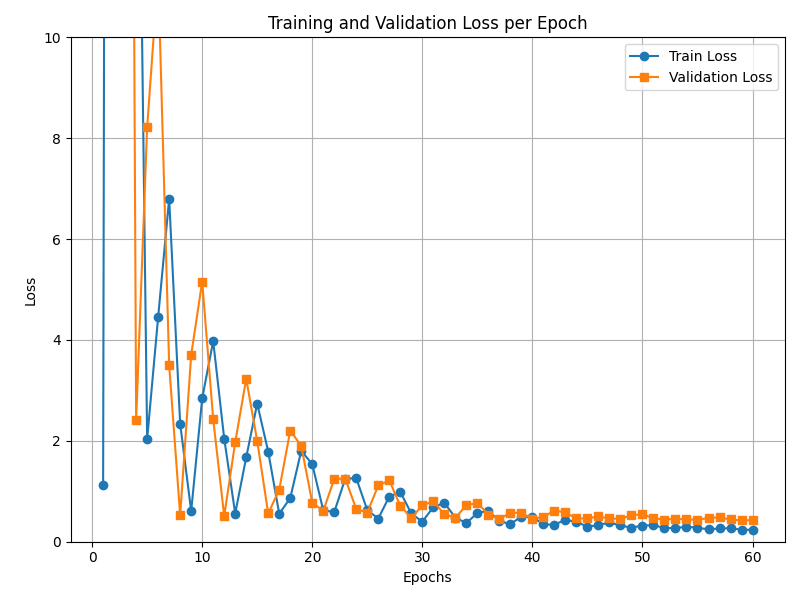 Training and Validation Loss per Epoch
Train Loss
Validation Loss
10
8
6
4
2
0
Loss
0 10 20 30 40 50 60
Epochs